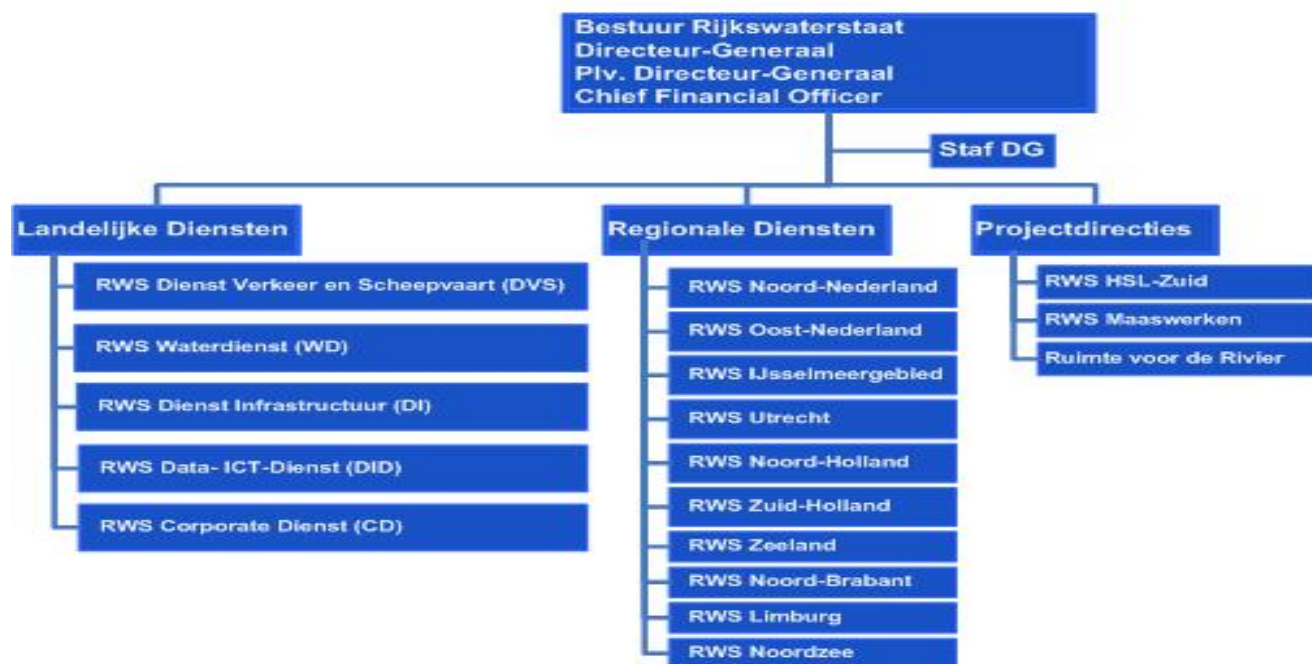 Bestuur Rijkswaterstaat
Directeur-Generaal
Plv. Directeur-Generaal
Chief Financial Officer
Staf DG
Landelijke Diensten
RWS Dienst Verkeer en Scheepvaart (DVS)
RWS Waterdienst (WD)
RWS Dienst Infrastructuur (DI)
RWS Data- ICT-Dienst (DID)
RWS Corporate Dienst (CD)
Regionale Diensten
RWS Noord-Nederland
RWS Oost-Nederland
RWS IJsselmeergebied
RWS Utrecht
RWS Noord-Holland
RWS Zuid-Holland
RWS Zeeland
RWS Noord-Brabant
RWS Limburg
RWS Noordzee
Projectdirecties
RWS HSL-Zuid
RWS Maaswerken
Ruimte voor de Rivier